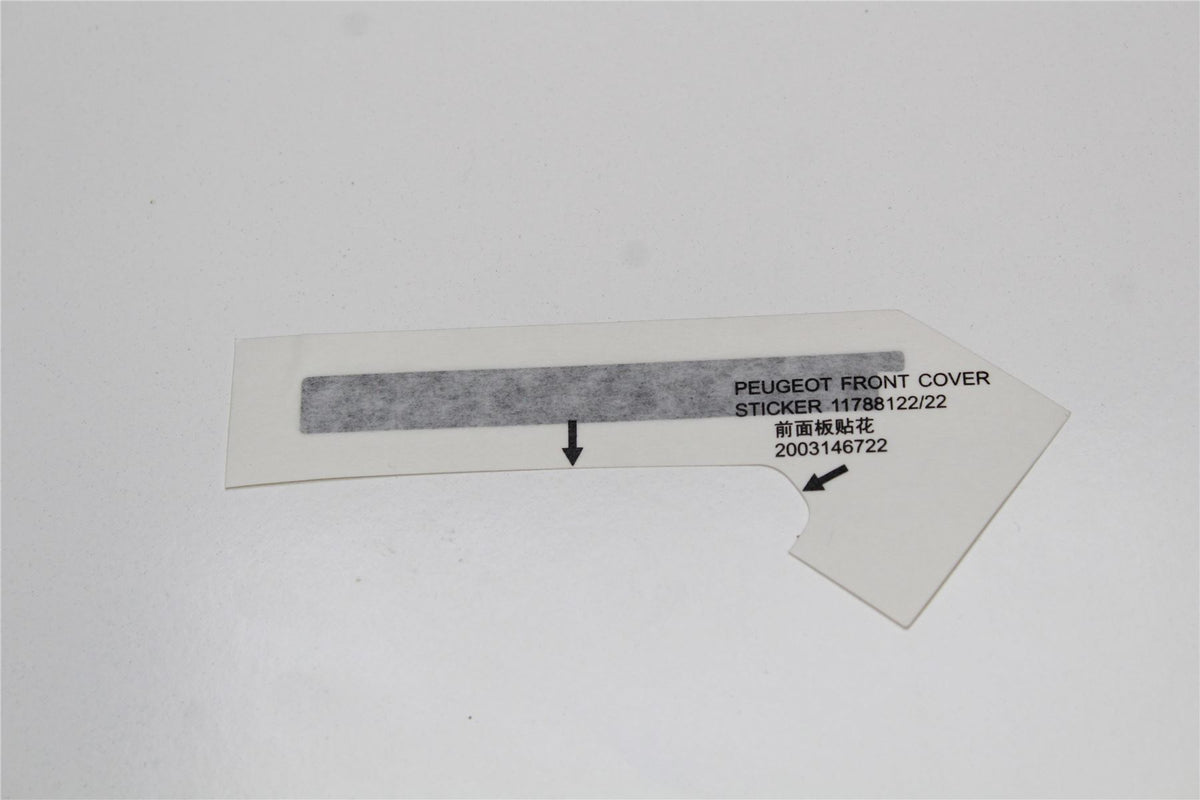 PEUGEOT FRONT COVER
STICKER 11788122/22
前面板贴花
2003146722